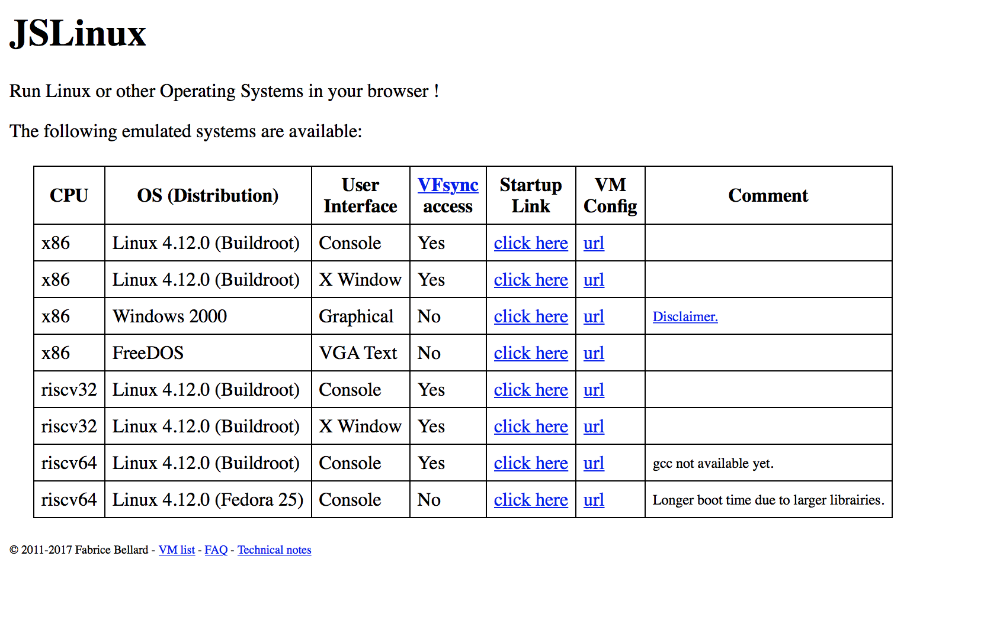 JSLinux
Run Linux or other Operating Systems in your browser !
The following emulated systems are available:
CPU OS (Distribution) User Interface VFsync access Startup Link VM Config Comment
x86 Linux 4.12.0 (Buildroot) Console Yes click here url
x86 Linux 4.12.0 (Buildroot) X Window Yes click here url
x86 Windows 2000 Graphical No click here url Disclaimer.
x86 FreeDOS VGA Text No click here url
riscv32 Linux 4.12.0 (Buildroot) Console Yes click here url
riscv32 Linux 4.12.0 (Buildroot) X Window Yes click here url
riscv64 Linux 4.12.0 (Buildroot) Console Yes click here url gcc not available yet.
riscv64 Linux 4.12.0 (Fedora 25) Console No click here url Longer boot time due to larger librairies.
© 2011-2017 Fabrice Bellard - VM list - FAQ - Technical notes